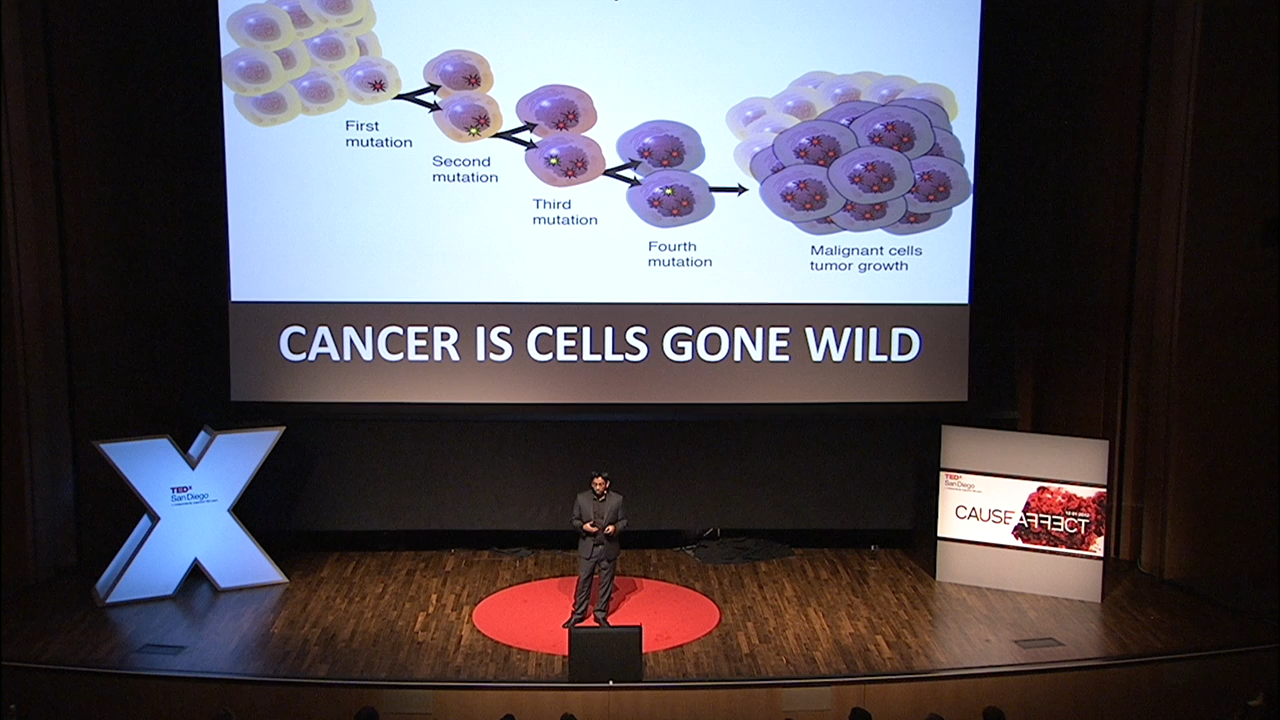 First
mutation
Second
mutation
Third
mutation
Fourth
mutation
Malignant cells
tumor growth
CANCER IS CELLS GONE WILD
TEDx
San Diego
TEDx
San Diego
CAUSE AFFECT